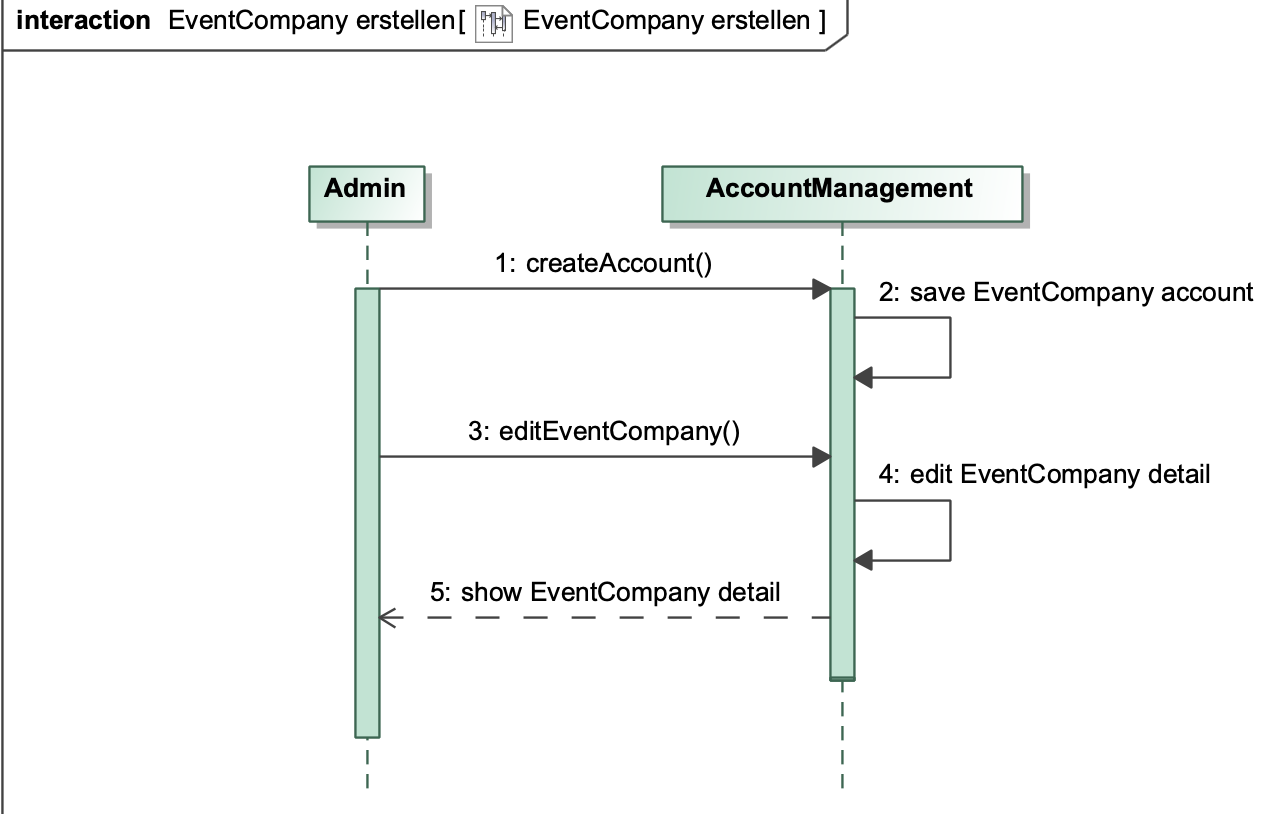 interaction EventCompany erstellen[ EventCompany erstellen ]
Admin
AccountManagement
1: createAccount()
2: save EventCompany account
3: editEventCompany()
4: edit EventCompany detail
5: show EventCompany detail